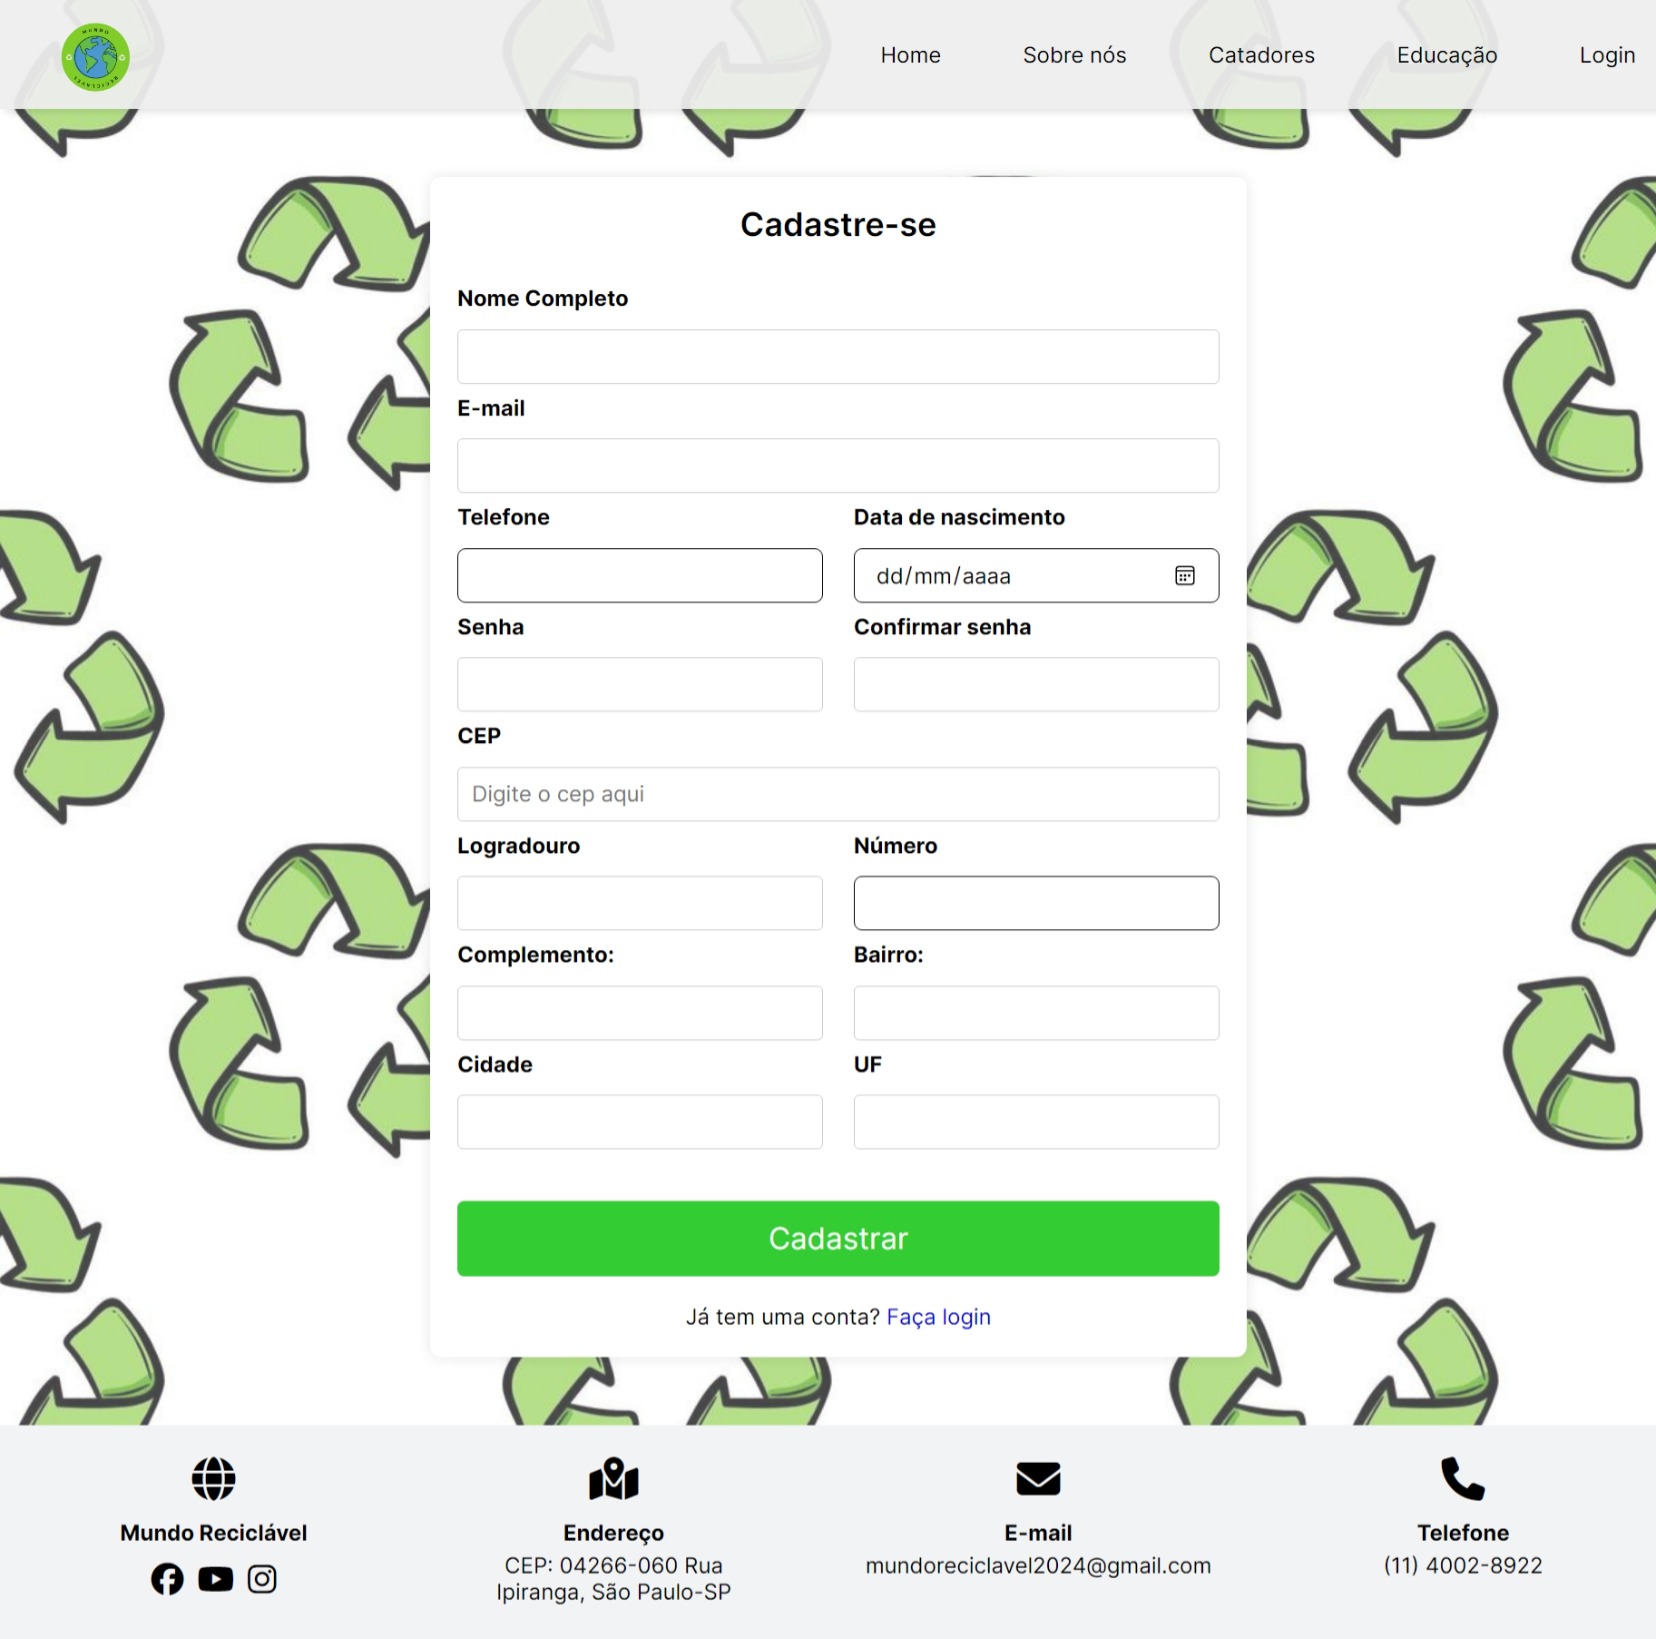 MUNDO
RECICLÁVEL
Home
Sobre nós
Catadores
Educação
Login
Cadastre-se
Nome Completo
E-mail
Telefone
Data de nascimento
dd/mm/aaaa
Senha
Confirmar senha
CEP
Digite o cep aqui
Logradouro
Número
Complemento:
Bairro:
Cidade
UF
Cadastrar
Já tem uma conta? Faça login
Mundo Reciclável
Endereço
CEP: 04266-060 Rua
Ipiranga, São Paulo-SP
E-mail
mundoreciclavel2024@gmail.com
Telefone
(11) 4002-8922